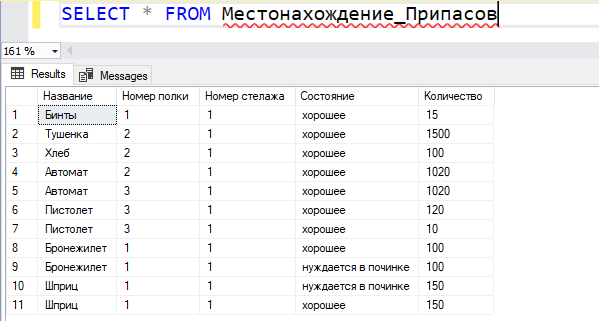 SELECT * FROM Местонахождение_Припасов
161 %
Results Messages
Название Номер полки Номер стелажа Состояние Количество
1 Бинты 1 1 хорошее 15
2 Тушенка 2 1 хорошее 1500
3 Хлеб 2 1 хорошее 100
4 Автомат 2 1 хорошее 1020
5 Автомат 3 1 хорошее 1020
6 Пистолет 3 1 хорошее 120
7 Пистолет 3 1 хорошее 10
8 Бронежилет 1 1 хорошее 100
9 Бронежилет 1 1 нуждается в починке 100
10 Шприц 1 1 нуждается в починке 150
11 Шприц 1 1 хорошее 150